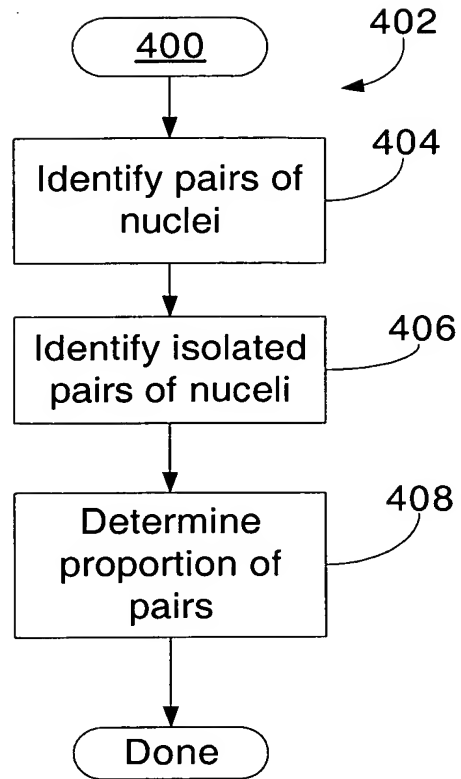 400
402
Identify pairs of
nuclei
404
Identify isolated
pairs of nuceli
406
Determine
proportion of
pairs
408
Done